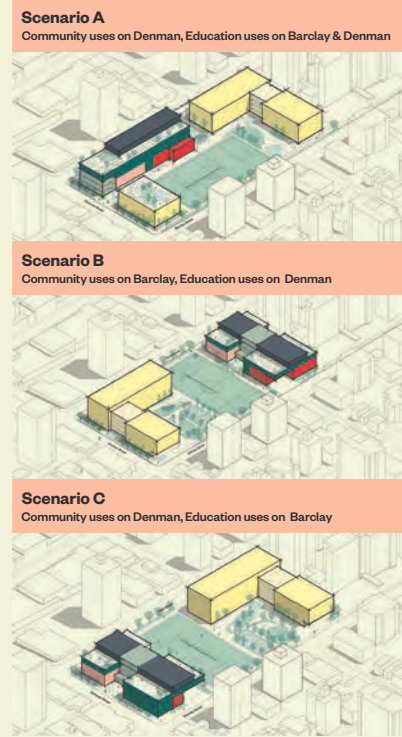 Scenario A
Community uses on Denman, Education uses on Barclay & Denman
Scenario B
Community uses on Barclay, Education uses on Denman
Scenario C
Community uses on Denman, Education uses on Barclay